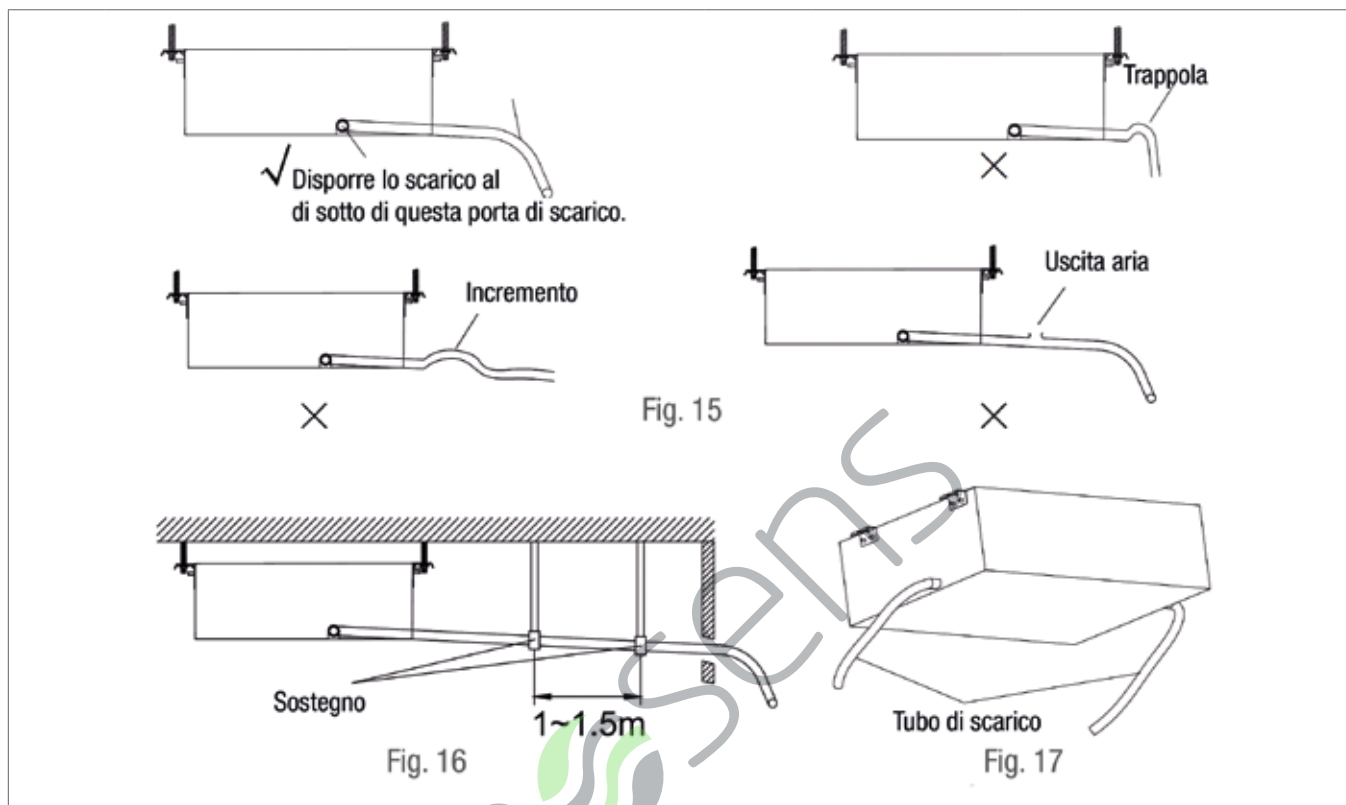 Trappola
Disporre lo scarico al
di sotto di questa porta di scarico.
Uscita aria
Incremento
Fig. 15
Sostegno
1~1.5m
Tubo di scarico
Fig. 16
Fig. 17
sens